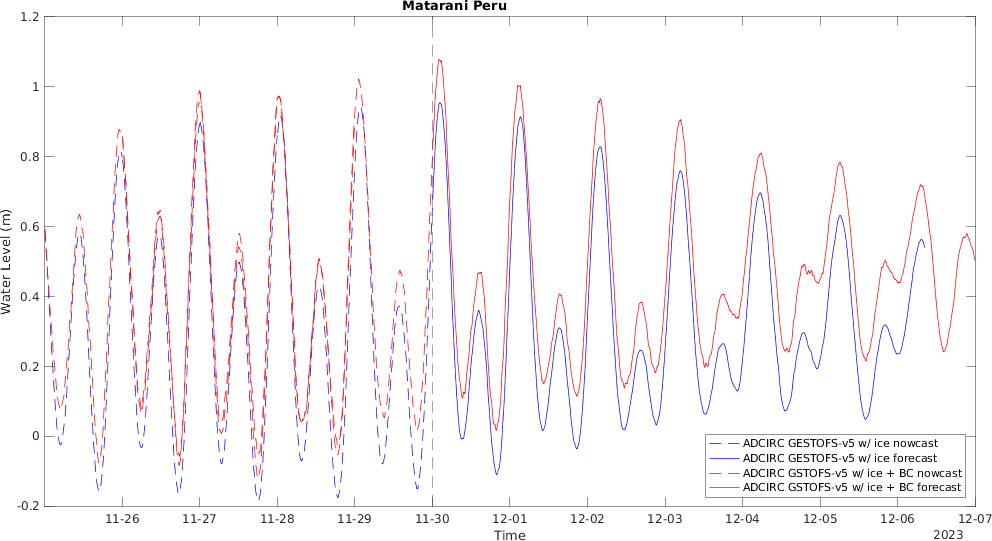 Matarani Peru
1.2
1
0.8
0.6
0.4
0.2
0
-0.2
Water Level (m)
ADCIRC GESTOFS-v5 w/ ice nowcast
ADCIRC GESTOFS-v5 w/ ice forecast
ADCIRC GSTOFS-v5 w/ ice + BC nowcast
ADCIRC GSTOFS-v5 w/ ice + BC forecast
11-26 11-27 11-28 11-29 11-30 12-01 12-02 12-03 12-04 12-05 12-06 12-07
Time
2023